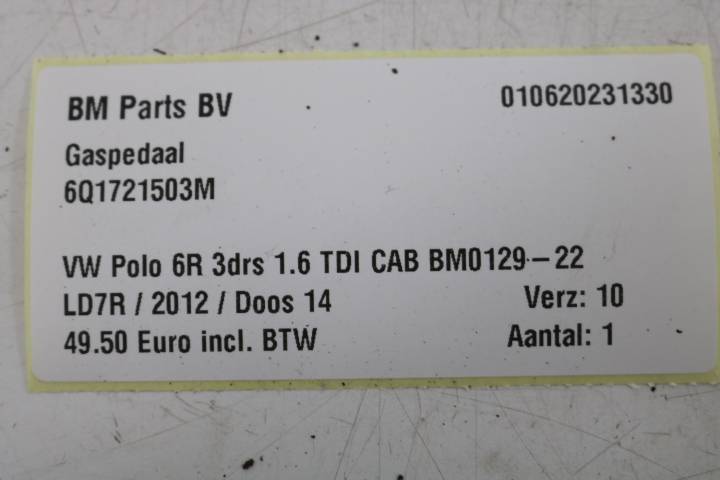 BM Parts BV 010620231330
Gaspedaal
6Q1721503M
VW Polo 6R 3drs 1.6 TDI CAB BM0129-22
LD7R / 2012 / Doos 14 Verz: 10
49.50 Euro incl. BTW Aantal: 1